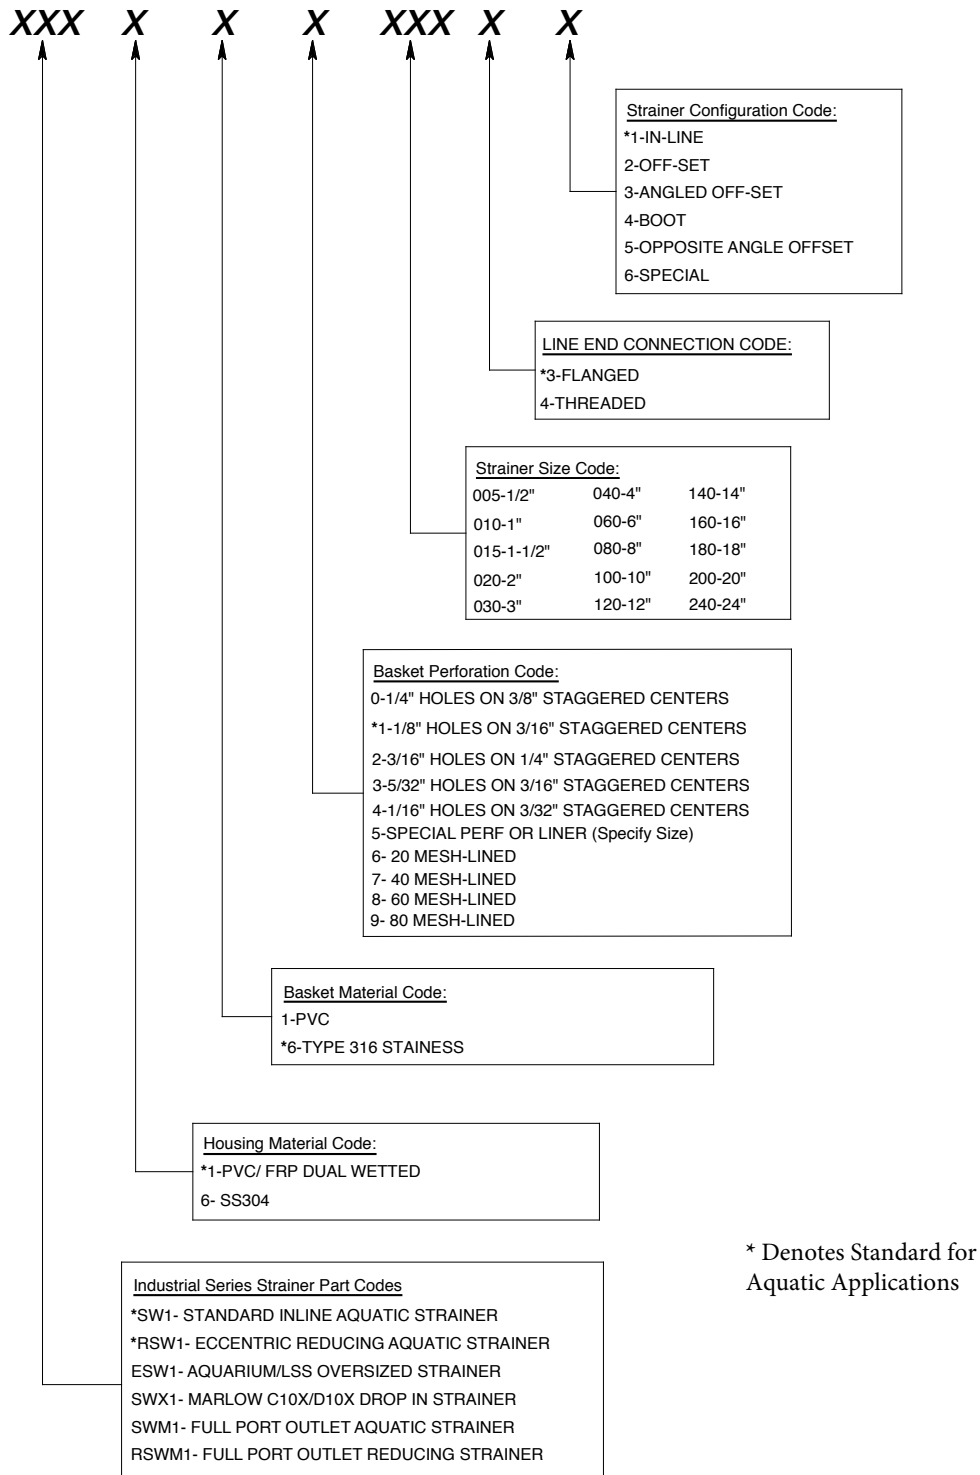 XXX X X X XXX X X
Strainer Configuration Code:
*1-IN-LINE
2-OFF-SET
3-ANGLED OFF-SET
4-BOOT
5-OPPOSITE ANGLE OFFSET
6-SPECIAL
LINE END CONNECTION CODE:
*3-FLANGED
4-THREADED
Strainer Size Code:
005-1/2" 040-4" 140-14"
010-1" 060-6" 160-16"
015-1-1/2" 080-8" 180-18"
020-2" 100-10" 200-20"
030-3" 120-12" 240-24"
Basket Perforation Code:
0-1/4" HOLES ON 3/8" STAGGERED CENTERS
*1-1/8" HOLES ON 3/16" STAGGERED CENTERS
2-3/16" HOLES ON 1/4" STAGGERED CENTERS
3-5/32" HOLES ON 3/16" STAGGERED CENTERS
4-1/16" HOLES ON 3/32" STAGGERED CENTERS
5-SPECIAL PERF OR LINER (Specify Size)
6- 20 MESH-LINED
7- 40 MESH-LINED
8- 60 MESH-LINED
9- 80 MESH-LINED
Basket Material Code:
1-PVC
*6-TYPE 316 STAINESS
Housing Material Code:
*1-PVC/ FRP DUAL WETTED
6- SS304
* Denotes Standard for
Aquatic Applications
Industrial Series Strainer Part Codes
*SW1- STANDARD INLINE AQUATIC STRAINER
*RSW1- ECCENTRIC REDUCING AQUATIC STRAINER
ESW1- AQUARIUM/LSS OVERSIZED STRAINER
SWX1- MARLOW C10X/D10X DROP IN STRAINER
SWM1- FULL PORT OUTLET AQUATIC STRAINER
RSWM1- FULL PORT OUTLET REDUCING STRAINER